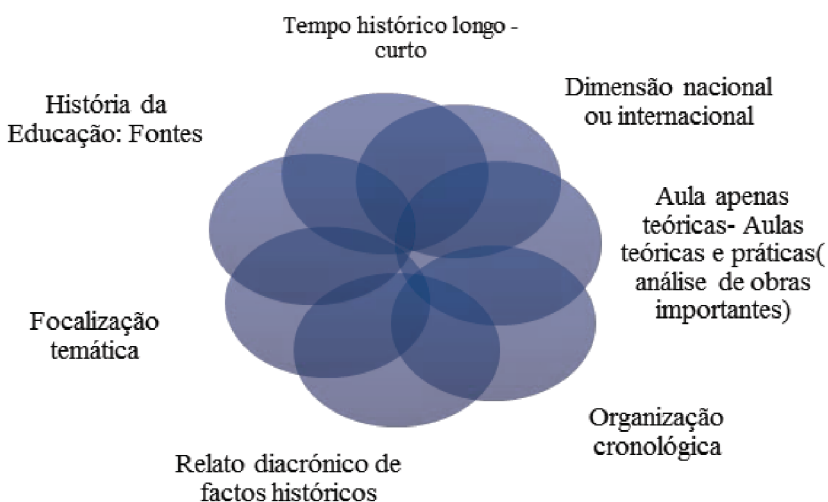 Tempo histórico longo -
curto
Dimensão nacional
ou internacional
História da
Educação: Fontes
Aula apenas
teóricas- Aulas
teóricas e práticas(
análise de obras
importantes)
Focalização
temática
Organização
cronológica
Relato diacrónico de
factos históricos